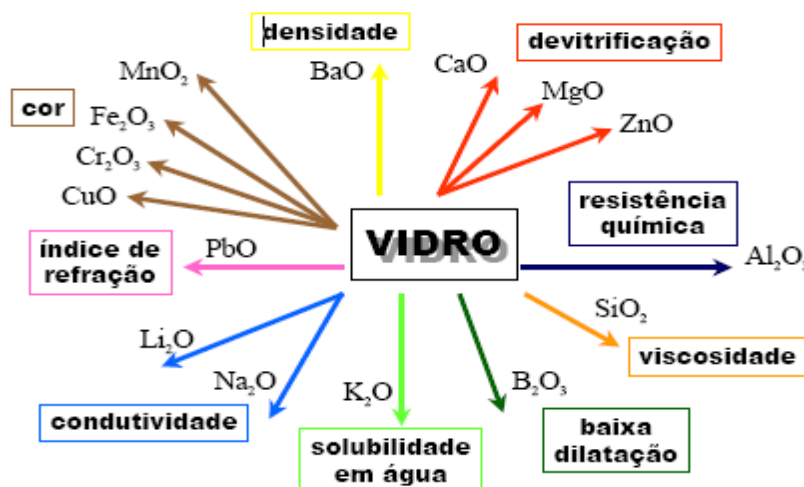 densidade
devitrificação
MnO₂
BaO
CaO
MgO
cor
Fe₂O₃
ZnO
Cr₂O₃
CuO
resistência
química
VIDRO
índice de
refração
PbO
Al₂O
SiO₂
viscosidade
Li₂O
Na₂O
K₂O
B₂O₃
condutividade
solubilidade
em água
baixa
dilatação